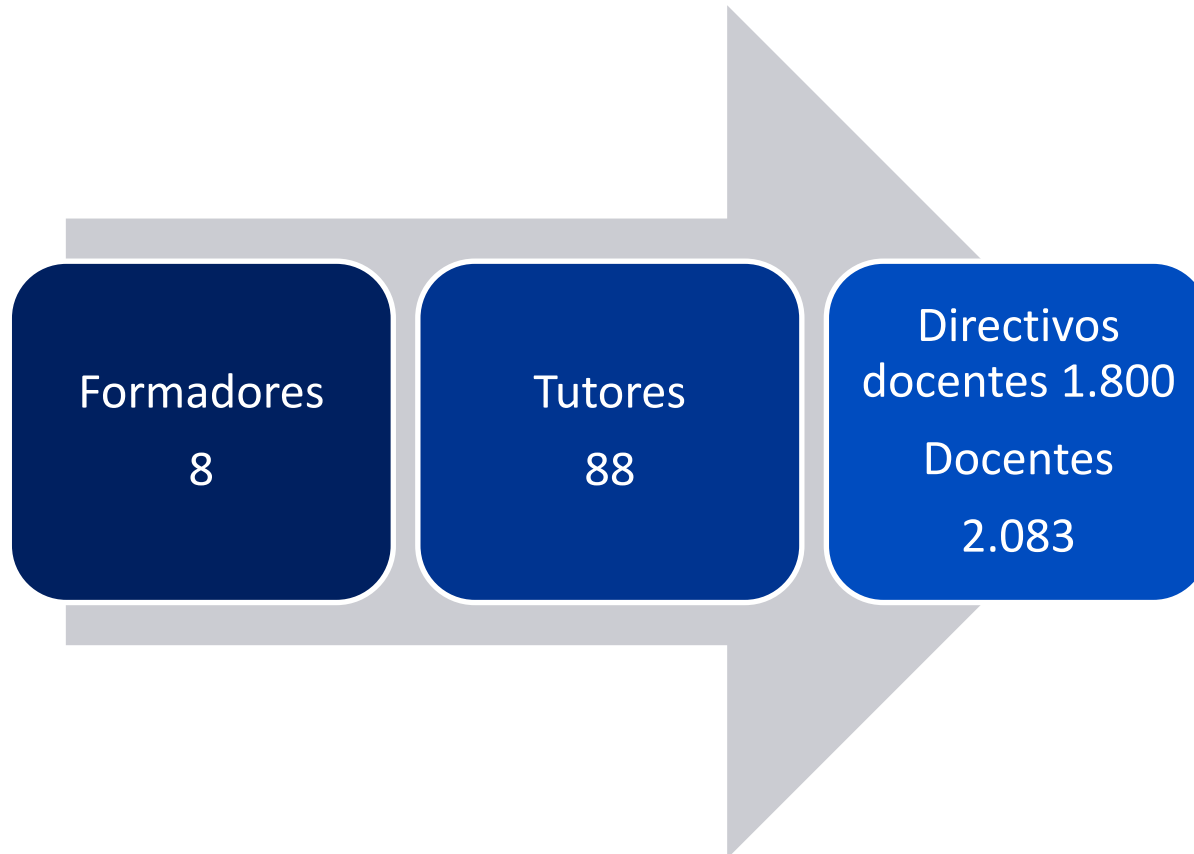 Formadores
8
Tutores
88
Directivos
docentes 1.800
Docentes
2.083